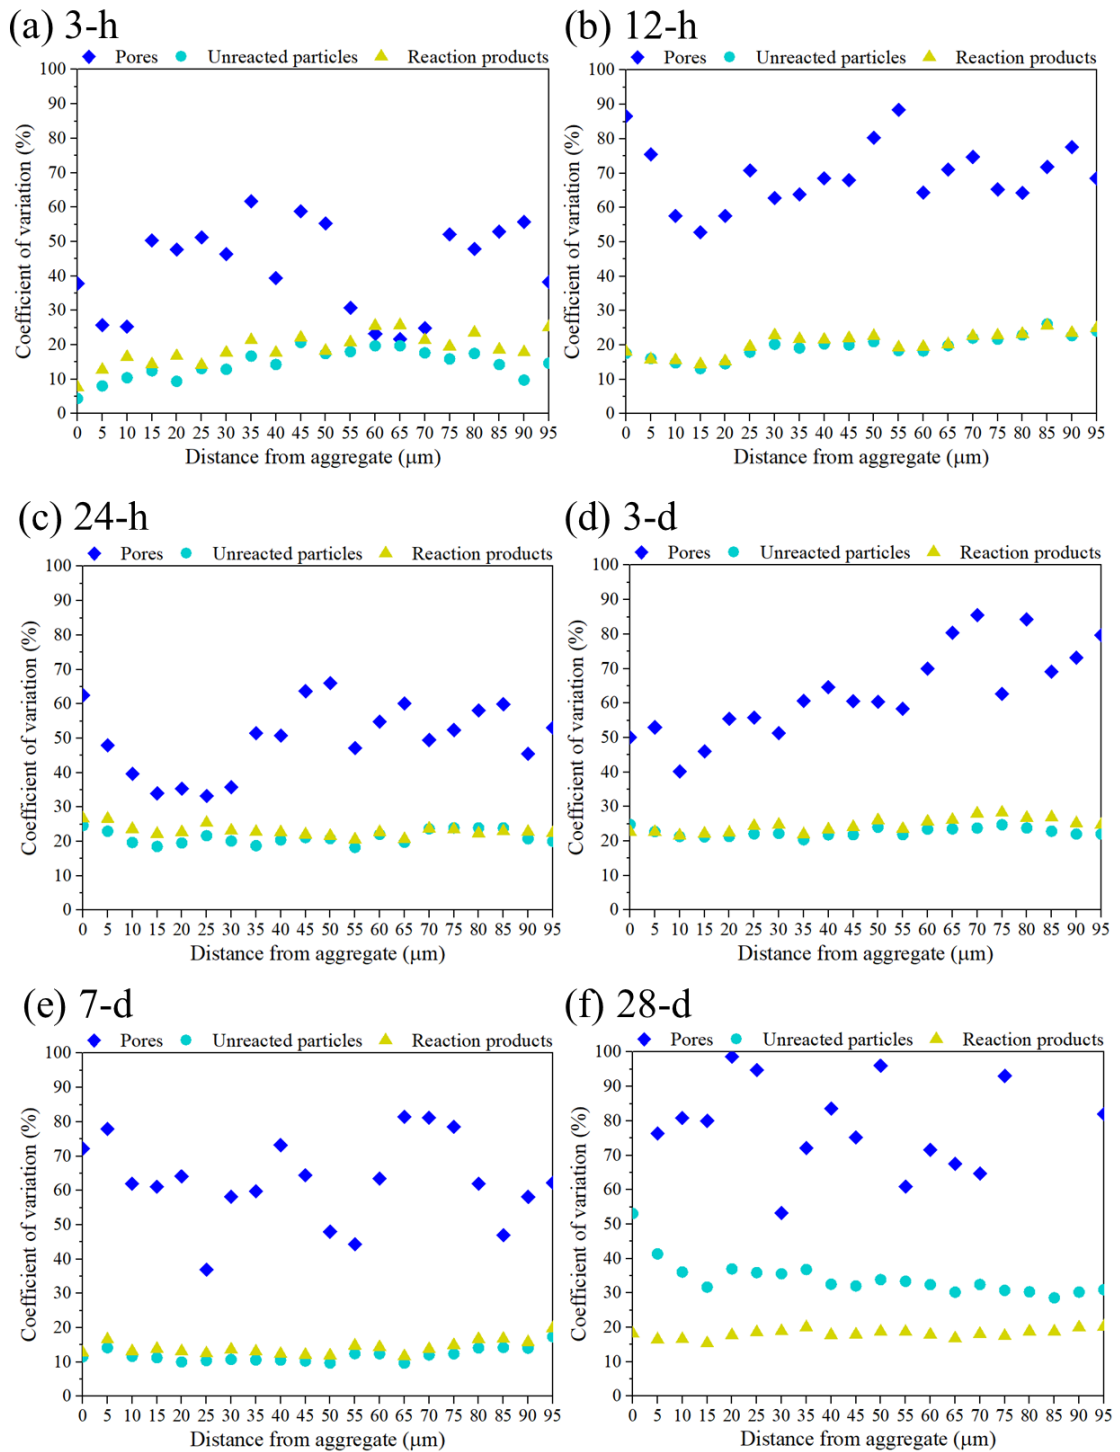 (a) 3-h
Pores Unreacted particles Reaction products
100
90
80
70
60
50
40
30
20
10
0
Coefficient of variation (%)
0 5 10 15 20 25 30 35 40 45 50 55 60 65 70 75 80 85 90 95
Distance from aggregate (μm)
(b) 12-h
Pores Unreacted particles Reaction products
100
90
80
70
60
50
40
30
20
10
0
Coefficient of variation (%)
0 5 10 15 20 25 30 35 40 45 50 55 60 65 70 75 80 85 90 95
Distance from aggregate (μm)
(c) 24-h
Pores Unreacted particles Reaction products
100
90
80
70
60
50
40
30
20
10
0
Coefficient of variation (%)
0 5 10 15 20 25 30 35 40 45 50 55 60 65 70 75 80 85 90 95
Distance from aggregate (μm)
(d) 3-d
Pores Unreacted particles Reaction products
100
90
80
70
60
50
40
30
20
10
0
Coefficient of variation (%)
0 5 10 15 20 25 30 35 40 45 50 55 60 65 70 75 80 85 90 95
Distance from aggregate (μm)
(e) 7-d
Pores Unreacted particles Reaction products
100
90
80
70
60
50
40
30
20
10
0
Coefficient of variation (%)
0 5 10 15 20 25 30 35 40 45 50 55 60 65 70 75 80 85 90 95
Distance from aggregate (μm)
(f) 28-d
Pores Unreacted particles Reaction products
100
90
80
70
60
50
40
30
20
10
0
Coefficient of variation (%)
0 5 10 15 20 25 30 35 40 45 50 55 60 65 70 75 80 85 90 95
Distance from aggregate (μm)